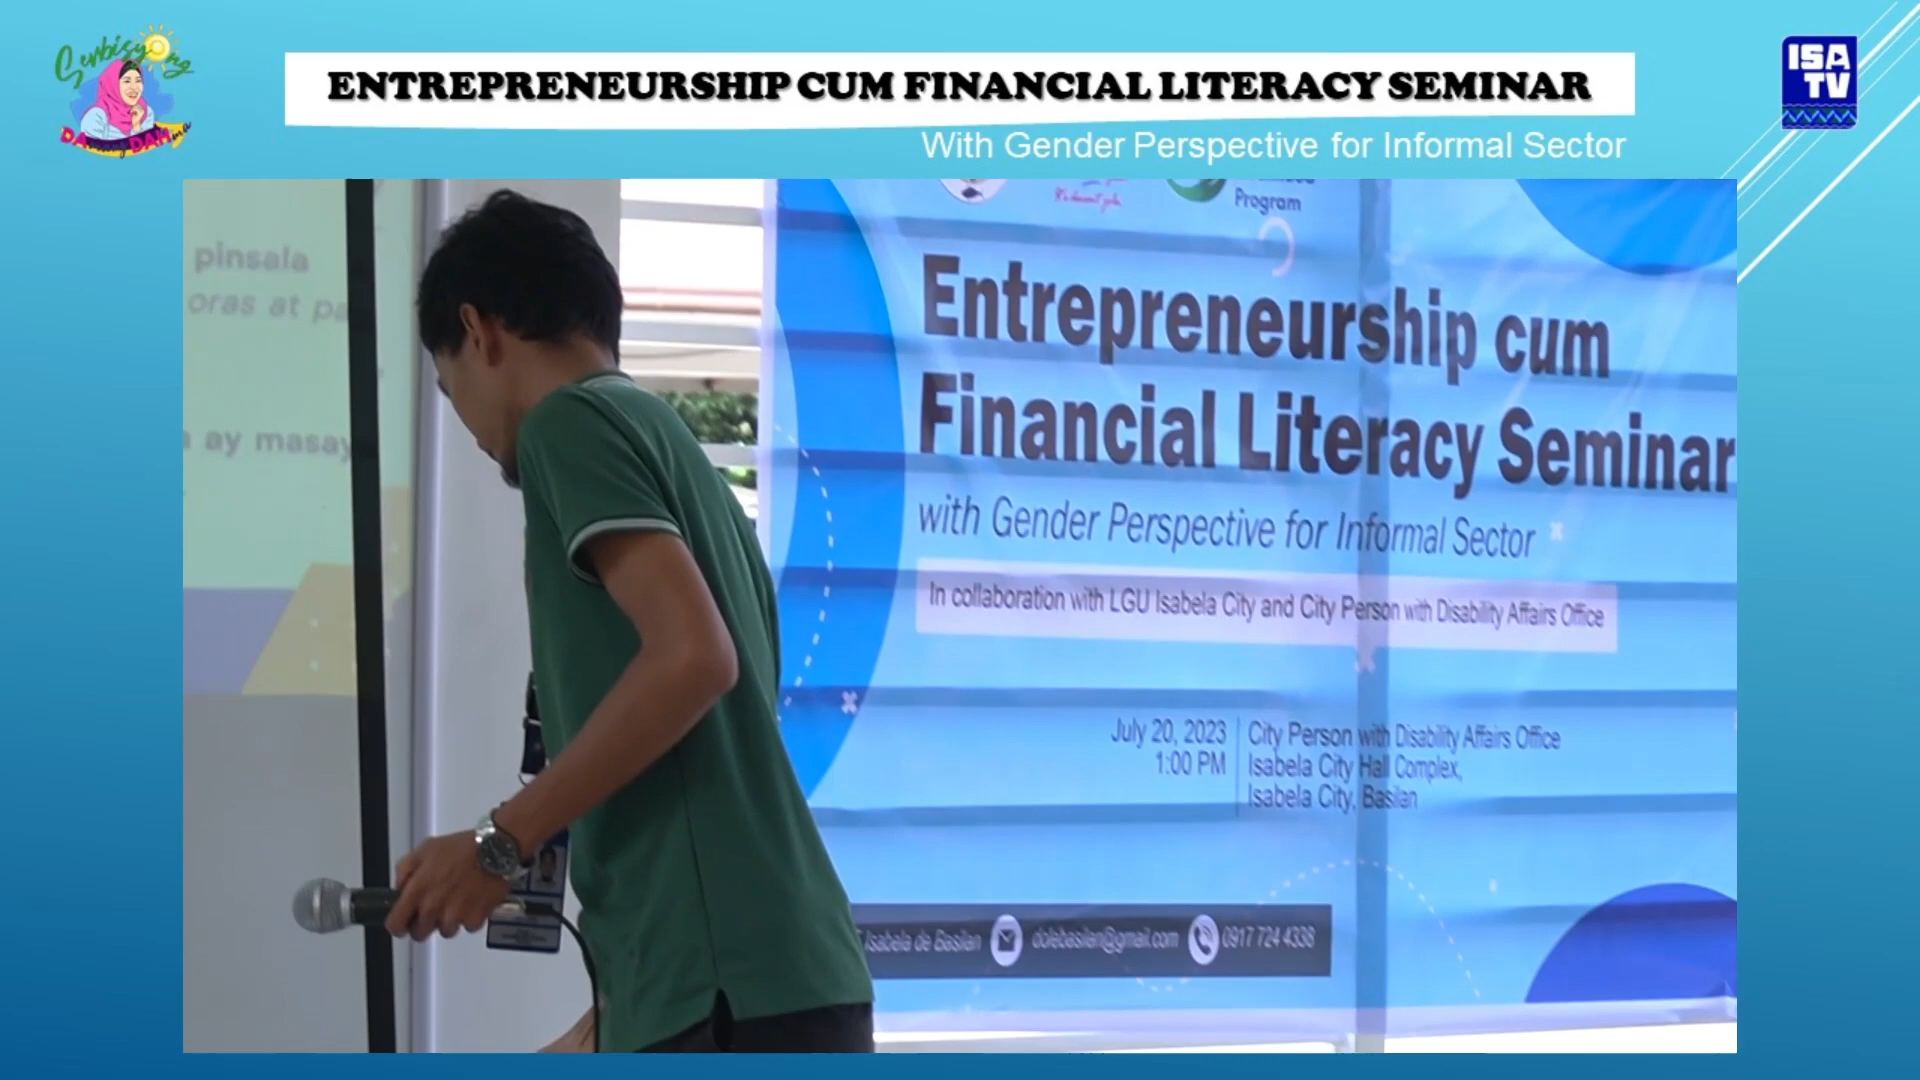 Serbisyong
DAmang DAMma
ENTREPRENEURSHIP CUM FINANCIAL LITERACY SEMINAR
With Gender Perspective for Informal Sector
ISA
TV
pinsala
oras at pa
ay masay
Program
Entrepreneurship cum
Financial Literacy Seminar
with Gender Perspective for Informal Sector
In collaboration with LGU Isabela City and City Person with Disability Affairs Office
July 20, 2023
1:00 PM
City Person with Disability Affairs Office
Isabela City Hall Complex,
Isabela City, Basilan
Isabela de Basilan
dolebasilan@gmail.com
0917 724 4338